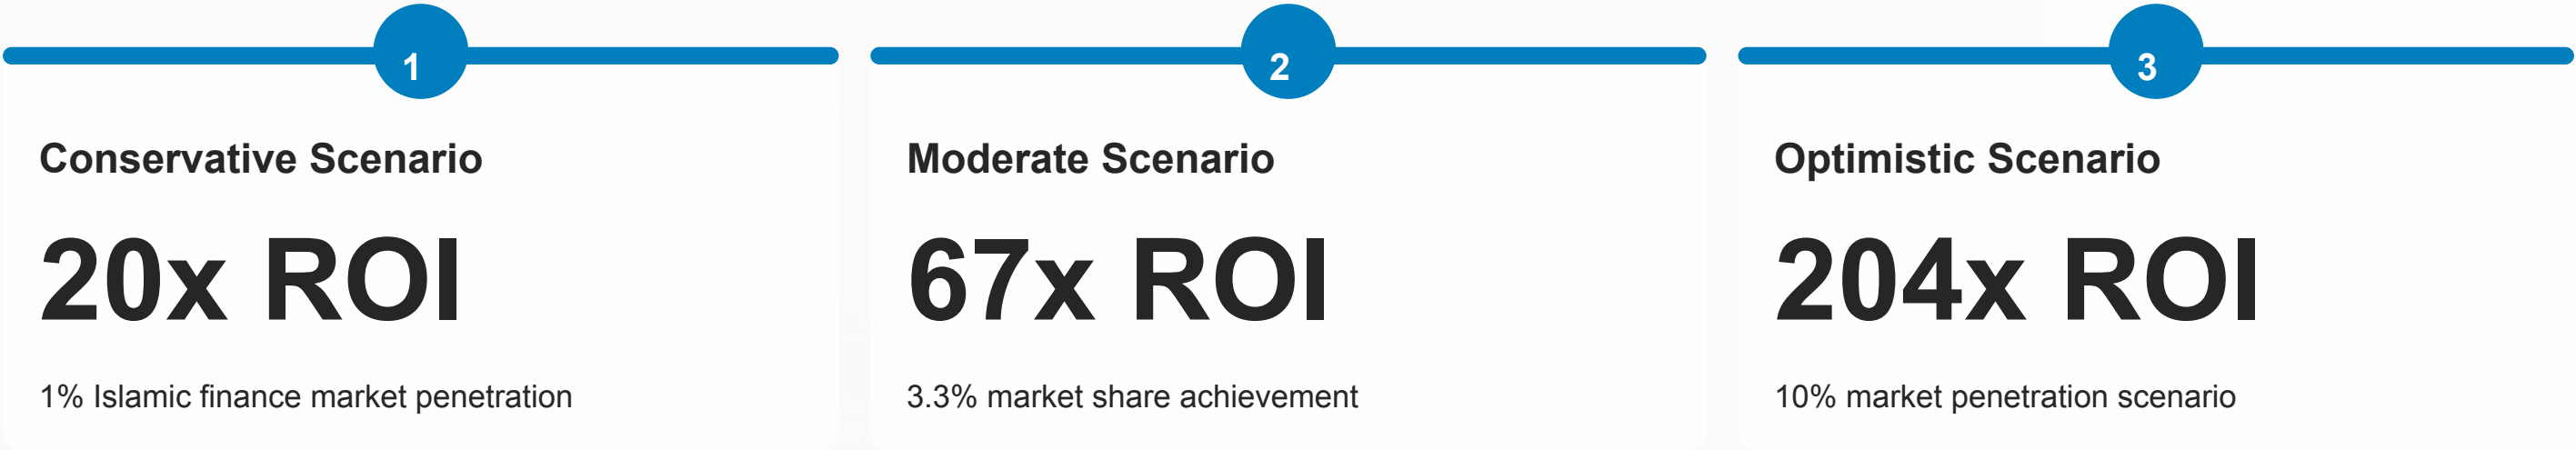 1
Conservative Scenario
20x ROI
1% Islamic finance market penetration
2
Moderate Scenario
67x ROI
3.3% market share achievement
3
Optimistic Scenario
204x ROI
10% market penetration scenario